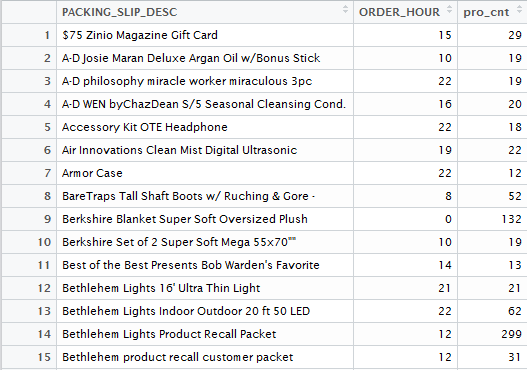 PACKING_SLIP_DESC ORDER_HOUR pro_cnt
1 $75 Zinio Magazine Gift Card 15 29
2 A-D Josie Maran Deluxe Argan Oil w/Bonus Stick 10 19
3 A-D philosophy miracle worker miraculous 3pc 22 19
4 A-D WEN byChazDean S/5 Seasonal Cleansing Cond. 16 20
5 Accessory Kit OTE Headphone 22 18
6 Air Innovations Clean Mist Digital Ultrasonic 19 22
7 Armor Case 22 12
8 BareTraps Tall Shaft Boots w/ Ruching & Gore - 8 52
9 Berkshire Blanket Super Soft Oversized Plush 0 132
10 Berkshire Set of 2 Super Soft Mega 55x70"" 10 19
11 Best of the Best Presents Bob Warden's Favorite 14 13
12 Bethlehem Lights 16' Ultra Thin Light 21 21
13 Bethlehem Lights Indoor Outdoor 20 ft 50 LED 22 62
14 Bethlehem Lights Product Recall Packet 12 299
15 Bethlehem product recall customer packet 12 31